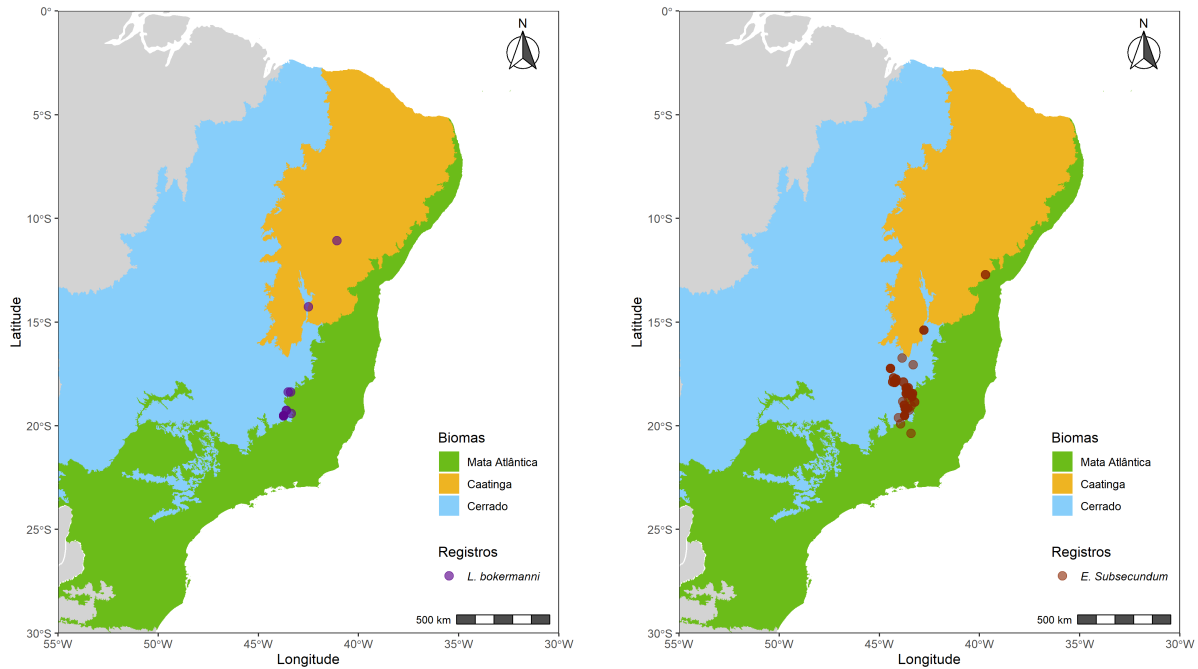 N
0°
5°S
10°S
15°S
20°S
25°S
30°S
Latitude
Biomas
Mata Atlântica
Caatinga
Cerrado
Registros
L. bokermanni
500 km
55°W
50°W
45°W
40°W
35°W
30°W
Longitude
N
0°
5°S
10°S
15°S
20°S
25°S
30°S
Latitude
Biomas
Mata Atlântica
Caatinga
Cerrado
Registros
E. Subsecundum
500 km
55°W
50°W
45°W
40°W
35°W
30°W
Longitude